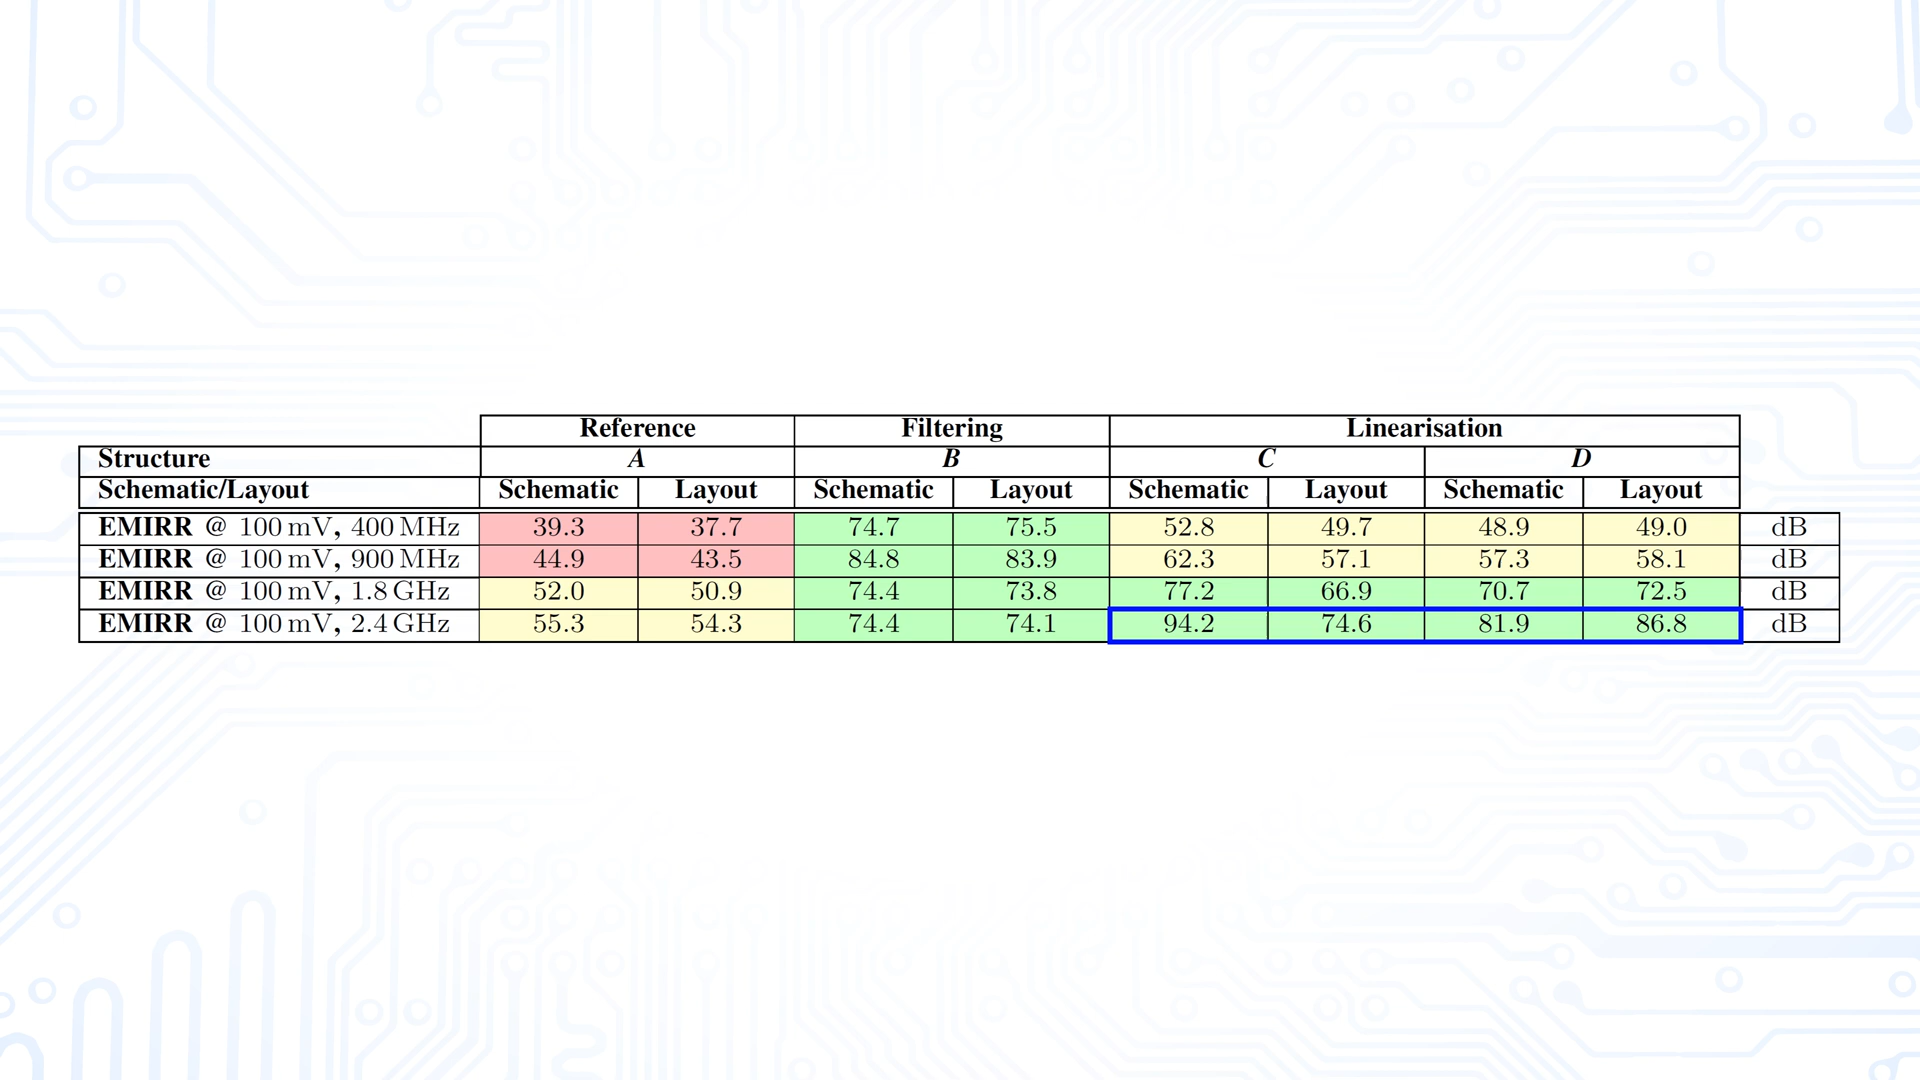 Reference Filtering Linearisation
Structure A B C D
Schematic/Layout Schematic Layout Schematic Layout Schematic Layout Schematic Layout
EMIRR @ 100 mV, 400 MHz 39.3 37.7 74.7 75.5 52.8 49.7 48.9 49.0 dB
EMIRR @ 100 mV, 900 MHz 44.9 43.5 84.8 83.9 62.3 57.1 57.3 58.1 dB
EMIRR @ 100 mV, 1.8 GHz 52.0 50.9 74.4 73.8 77.2 66.9 70.7 72.5 dB
EMIRR @ 100 mV, 2.4 GHz 55.3 54.3 74.4 74.1 94.2 74.6 81.9 86.8 dB